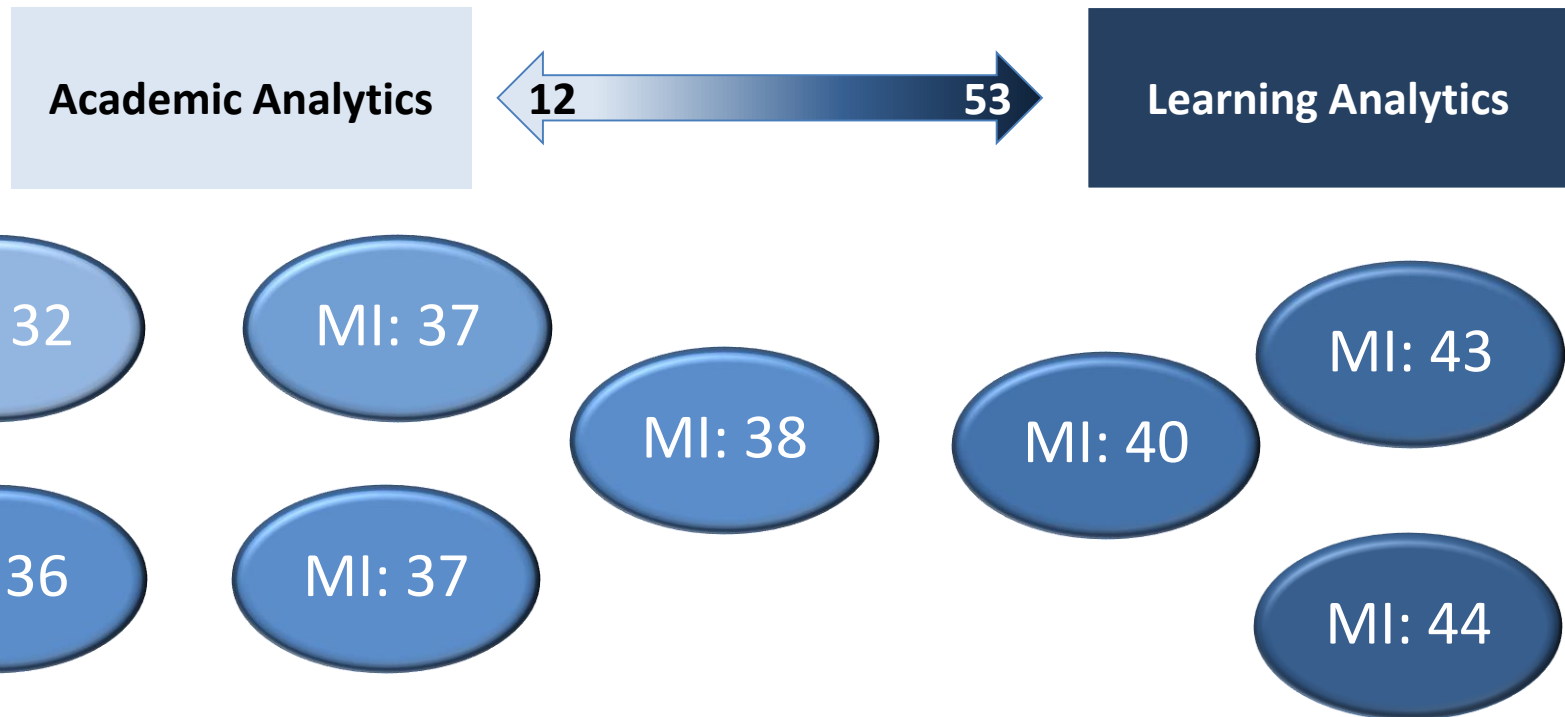 Academic Analytics
12
53
Learning Analytics
32
MI: 37
MI: 43
MI: 38
MI: 40
36
MI: 37
MI: 44